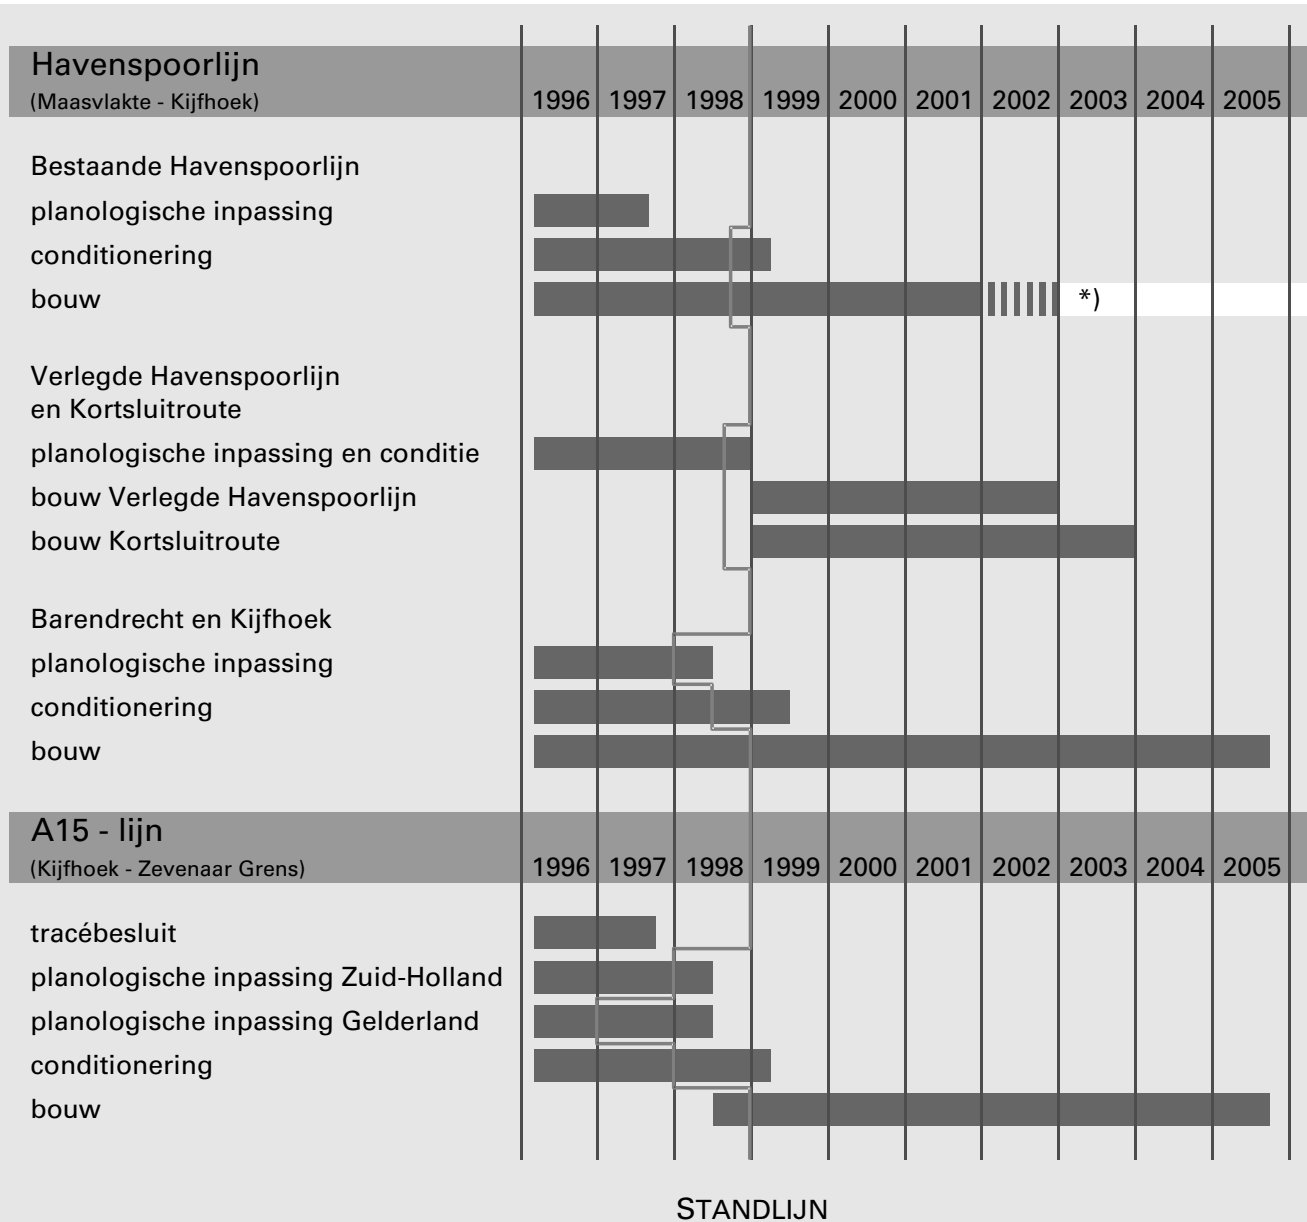 Havenspoorlijn
(Maasvlakte - Kijfhoek) 1996 1997 1998 1999 2000 2001 2002 2003 2004 2005
Bestaande Havenspoorlijn
planologische inpassing
conditionering
bouw *)
Verlegde Havenspoorlijn
en Kortsluitroute
planologische inpassing en conditie
bouw Verlegde Havenspoorlijn
bouw Kortsluitroute
Barendrecht en Kijfhoek
planologische inpassing
conditionering
bouw
A15 - lijn
(Kijfhoek - Zevenaar Grens) 1996 1997 1998 1999 2000 2001 2002 2003 2004 2005
tracébesluit
planologische inpassing Zuid-Holland
planologische inpassing Gelderland
conditionering
bouw
STANDLIJN